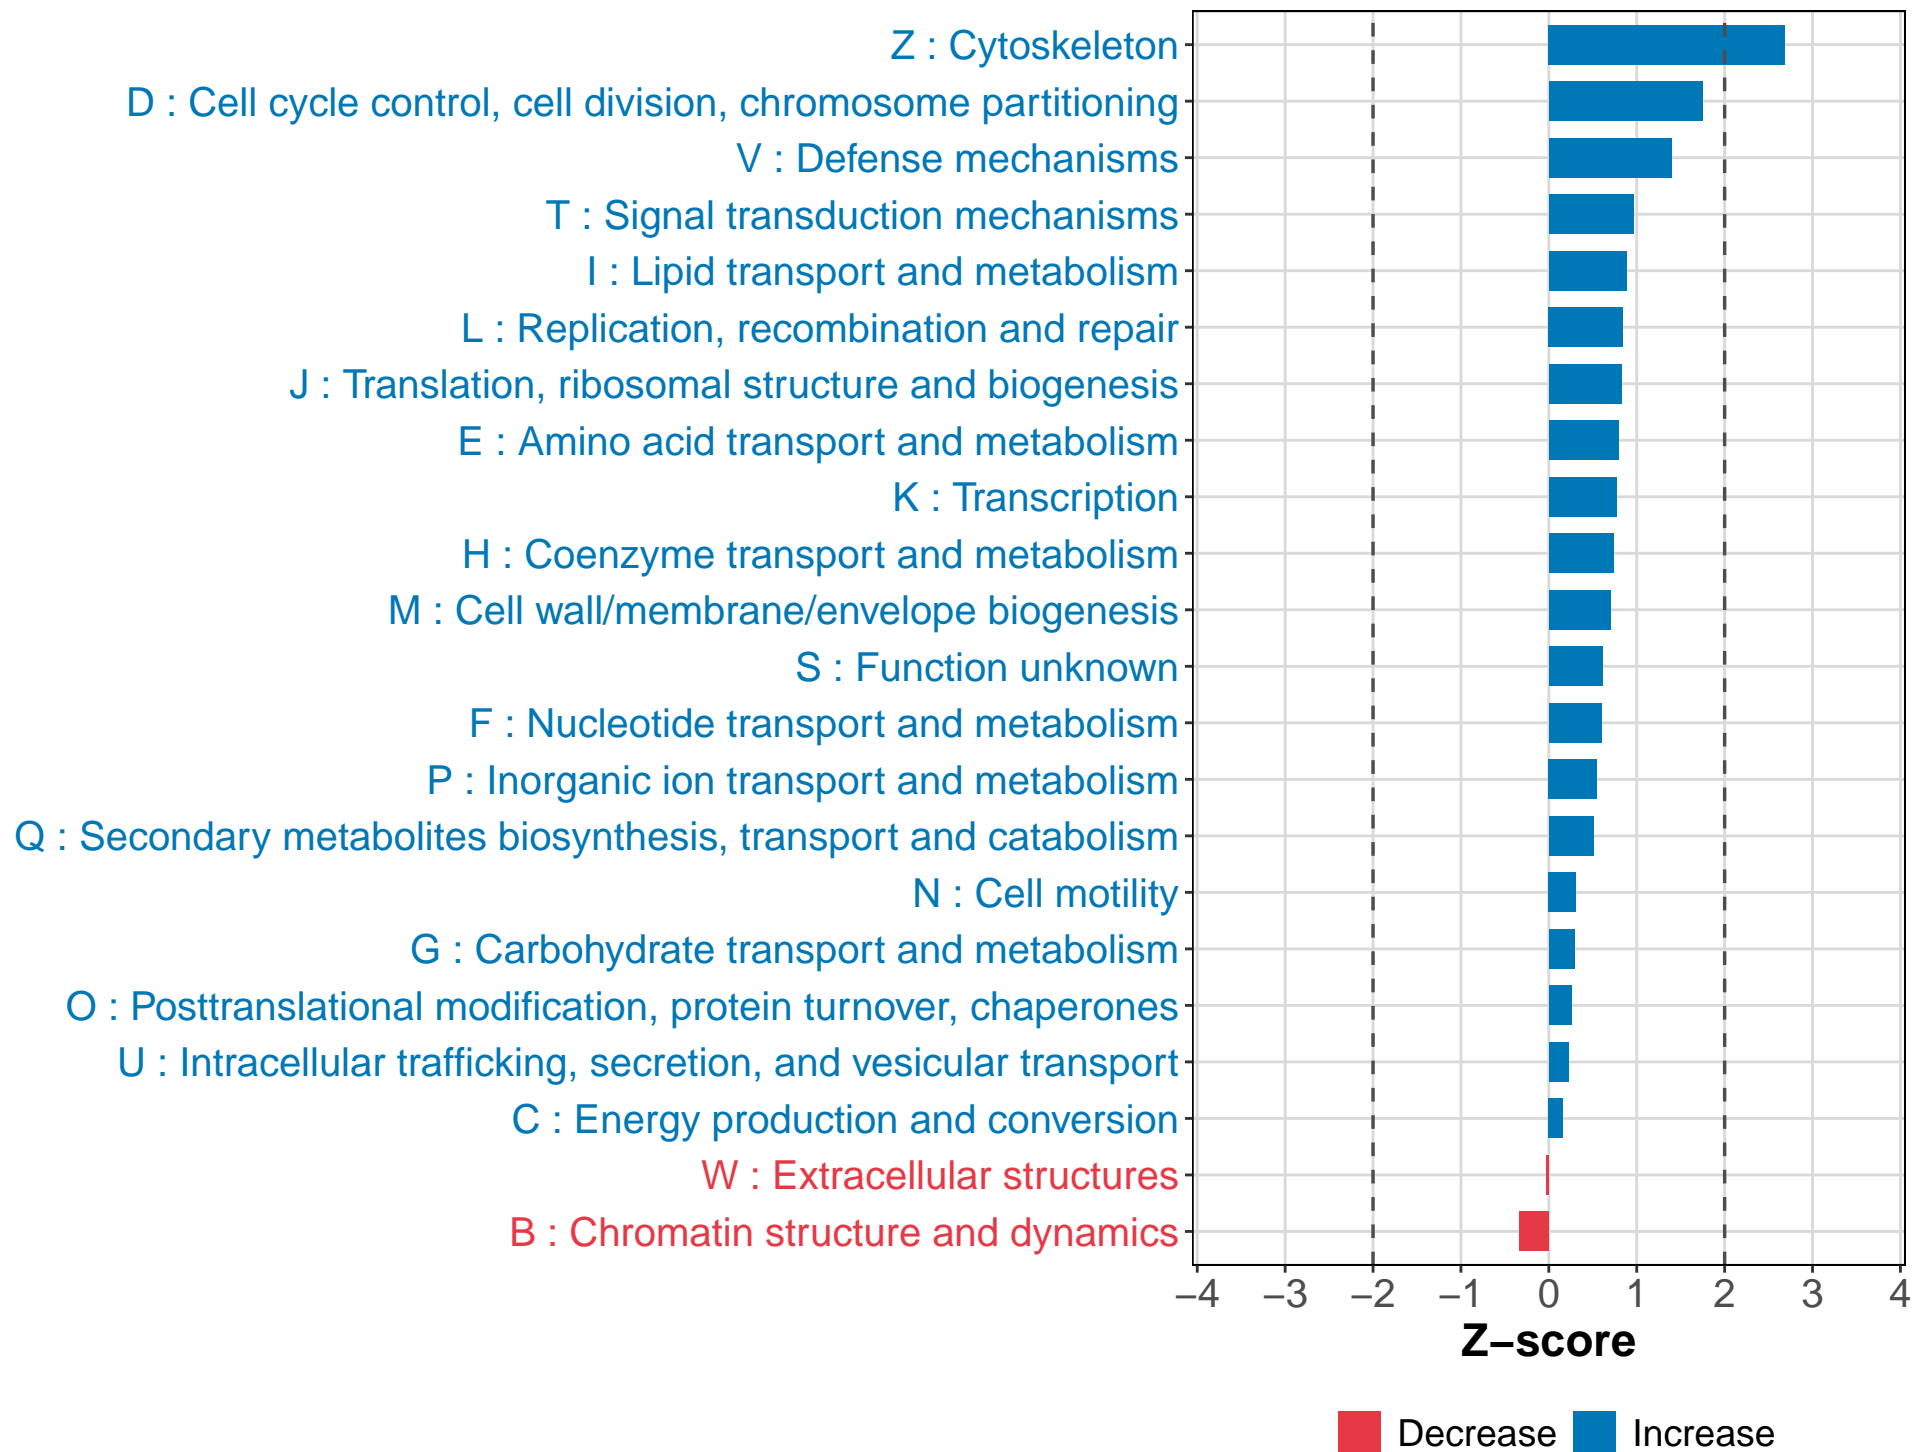 Z : Cytoskeleton
D : Cell cycle control, cell division, chromosome partitioning
V : Defense mechanisms
T : Signal transduction mechanisms
I : Lipid transport and metabolism
L : Replication, recombination and repair
J : Translation, ribosomal structure and biogenesis
E : Amino acid transport and metabolism
K : Transcription
H : Coenzyme transport and metabolism
M : Cell wall/membrane/envelope biogenesis
S : Function unknown
F : Nucleotide transport and metabolism
P : Inorganic ion transport and metabolism
Q : Secondary metabolites biosynthesis, transport and catabolism
N : Cell motility
G : Carbohydrate transport and metabolism
O : Posttranslational modification, protein turnover, chaperones
U : Intracellular trafficking, secretion, and vesicular transport
C : Energy production and conversion
W : Extracellular structures
B : Chromatin structure and dynamics
−4 −3 −2 −1 0 1 2 3 4
Z−score
Decrease Increase